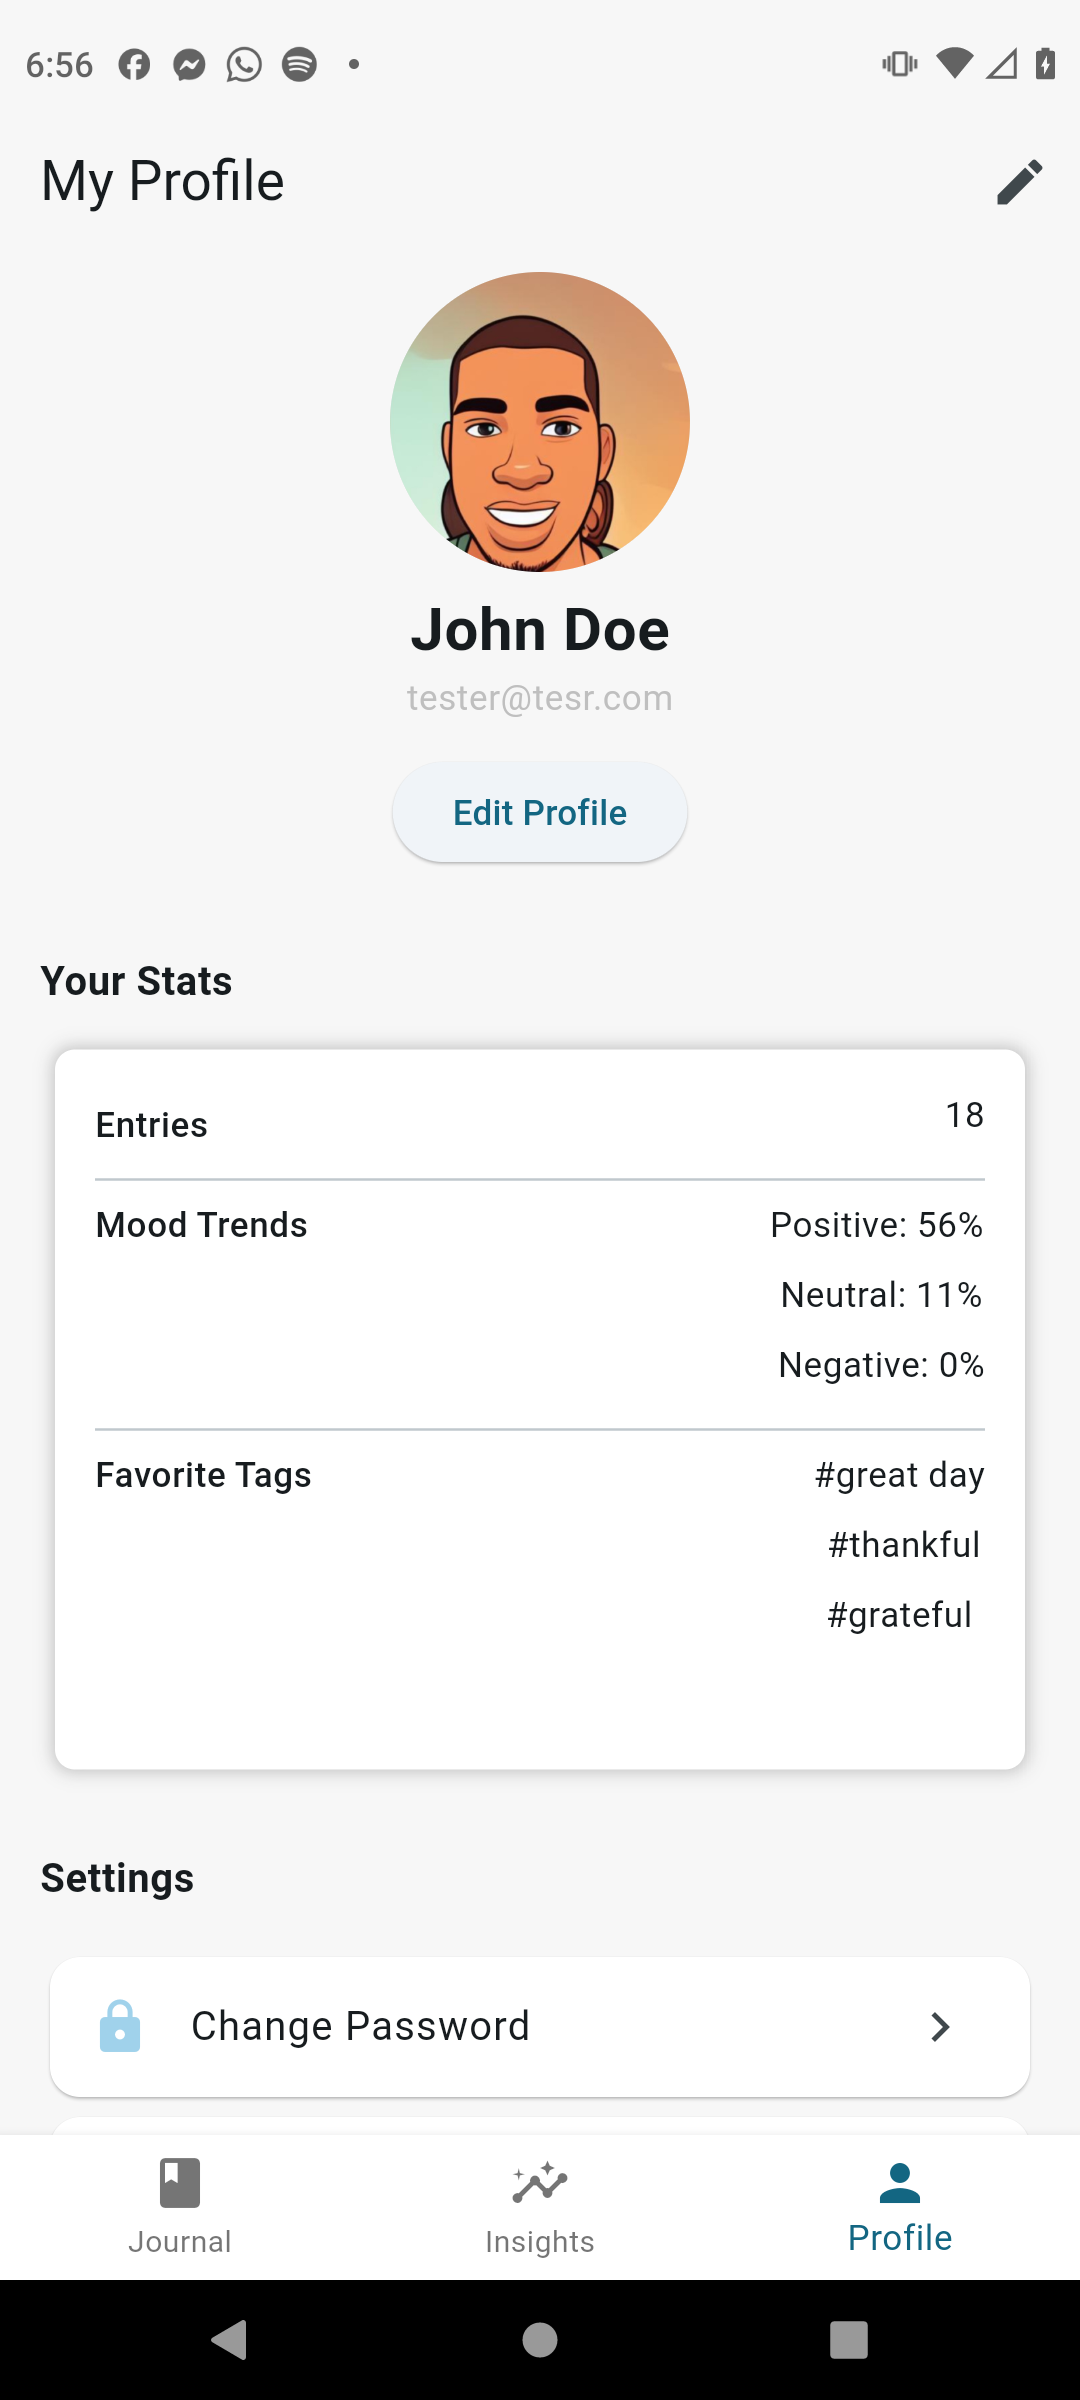 6:56
My Profile
John Doe
tester@tesr.com
Edit Profile
Your Stats
Entries 18
Mood Trends Positive: 56%
Neutral: 11%
Negative: 0%
Favorite Tags #great day
#thankful
#grateful
Settings
Change Password
Journal Insights Profile